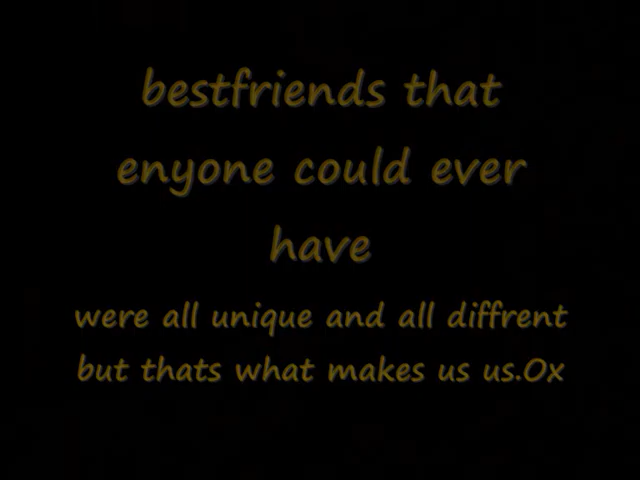 bestfriends that
enyone could ever
have
were all unique and all diffrent
but thats what makes us us.Ox